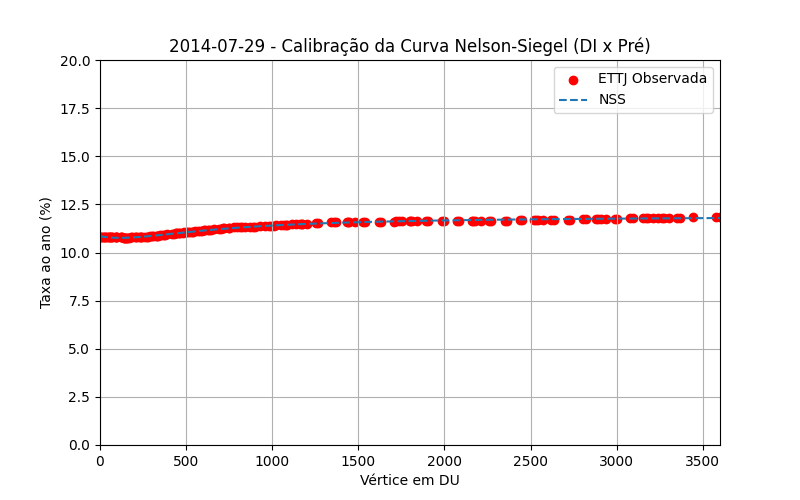 2014-07-29 - Calibração da Curva Nelson-Siegel (DI x Pré)
ETTJ Observada
NSS
Taxa ao ano (%)
20.0
17.5
15.0
12.5
10.0
7.5
5.0
2.5
0.0
0 500 1000 1500 2000 2500 3000 3500
Vértice em DU